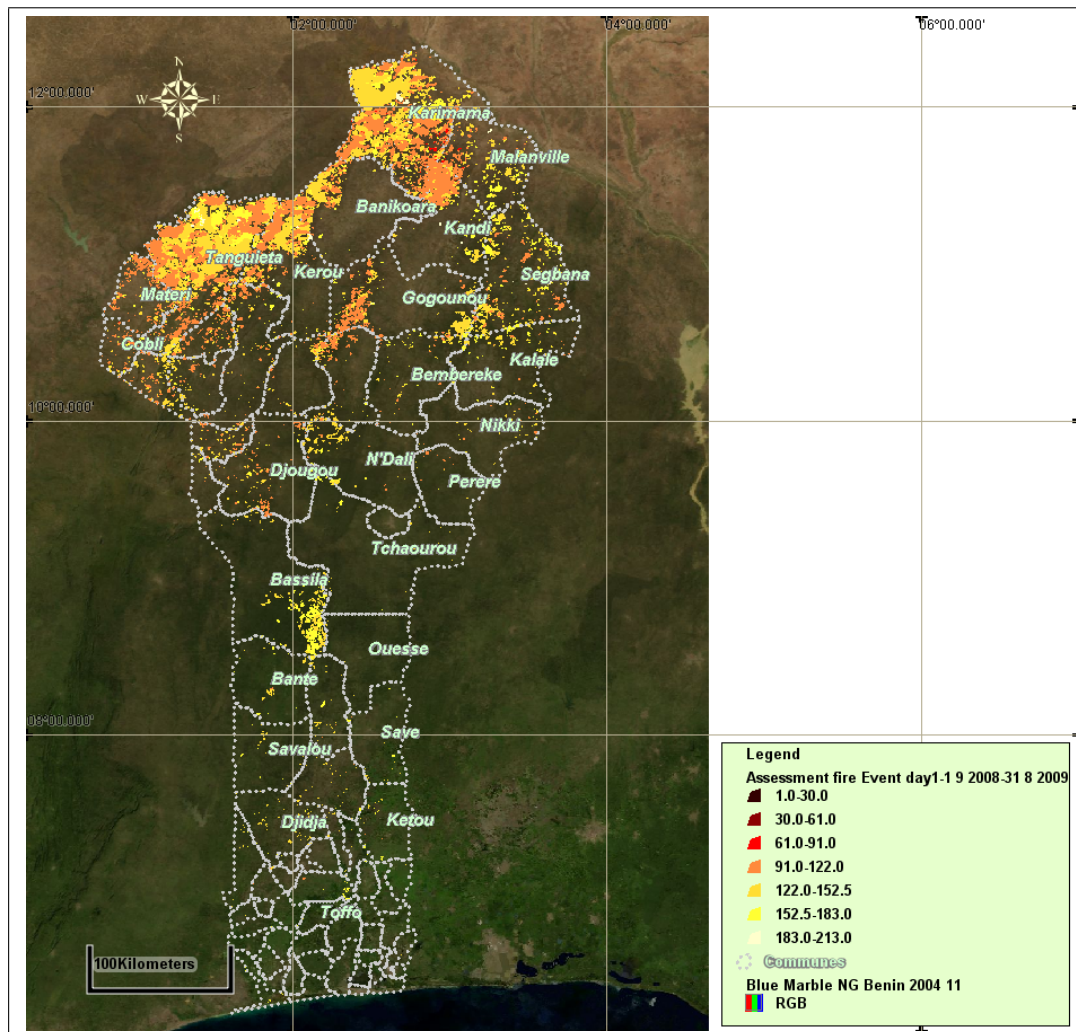 02°00.000'
04°00.000'
06°00.000'
N
W
E
S
12°00.000'
Karimama
Malanville
Banikoara
Kandi
Tanguieta
Kerou
Segbana
Materi
Gogounou
Cobli
Kalale
Bembereke
10°00.000'
Nikki
N'Dali
Djougou
Perere
Tchaourou
Bassila
Ouesse
Bante
08°00.000'
Save
Savalou
Djidja
Ketou
Toffo
100Kilometers
Legend
Assessment fire Event day1-1 9 2008-31 8 2009
1.0-30.0
30.0-61.0
61.0-91.0
91.0-122.0
122.0-152.5
152.5-183.0
183.0-213.0
Communes
Blue Marble NG Benin 2004 11
RGB